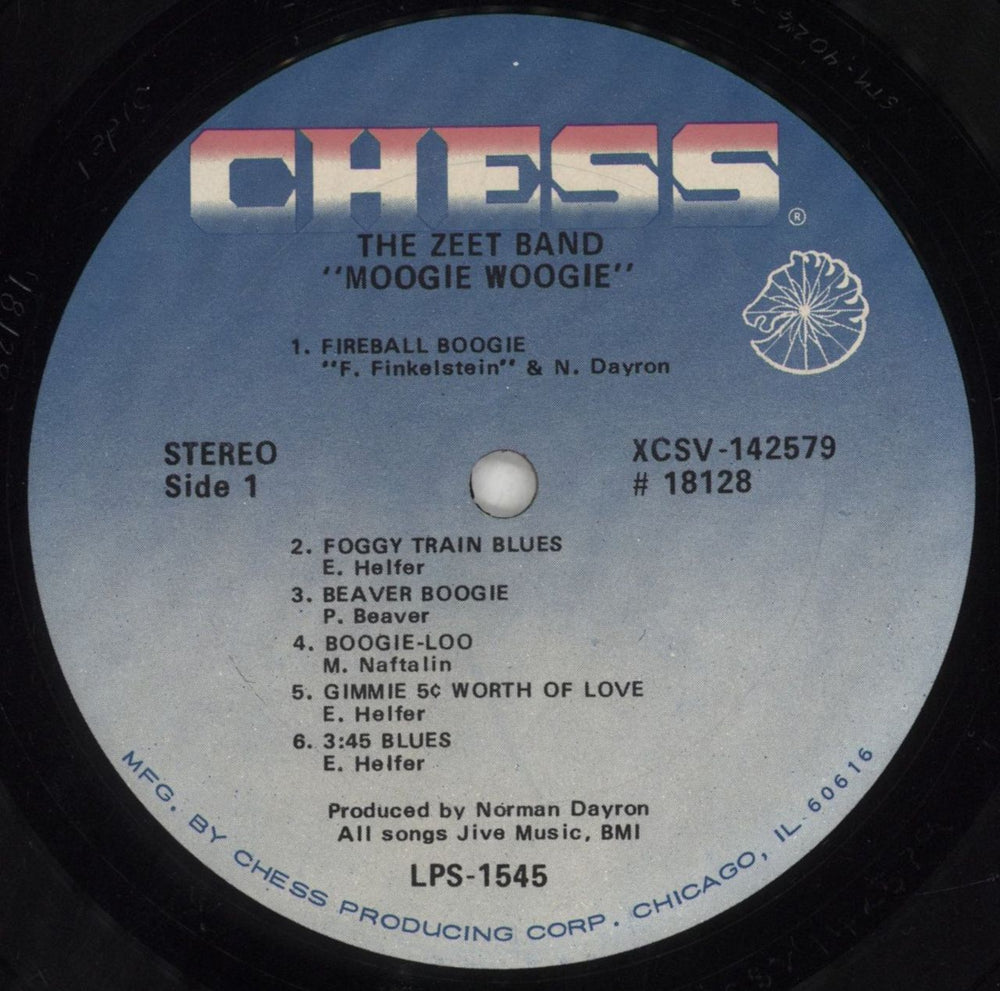 CHESS
®
THE ZEET BAND
"MOOGIE WOOGIE"
1. FIREBALL BOOGIE
"F. Finkelstein" & N. Dayron
STEREO
Side 1
XCSV-142579
# 18128
2. FOGGY TRAIN BLUES
E. Helfer
3. BEAVER BOOGIE
P. Beaver
4. BOOGIE-LOO
M. Naftalin
5. GIMMIE 5¢ WORTH OF LOVE
E. Helfer
6. 3:45 BLUES
E. Helfer
Produced by Norman Dayron
All songs Jive Music, BMI
LPS-1545
MFG. BY CHESS PRODUCING CORP. CHICAGO, IL 60616